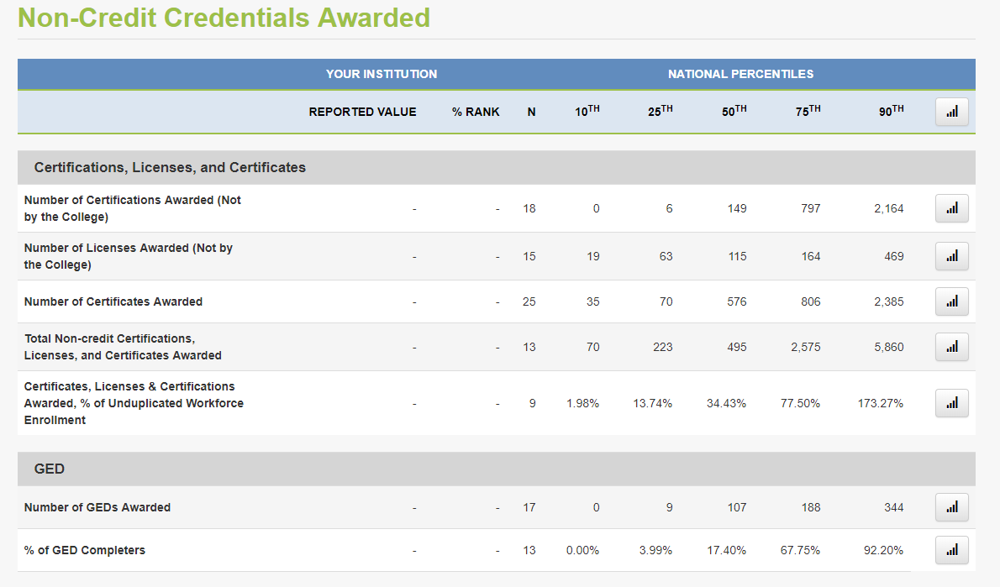 Non-Credit Credentials Awarded
YOUR INSTITUTION NATIONAL PERCENTILES
REPORTED VALUE % RANK N 10TH 25TH 50TH 75TH 90TH
Certifications, Licenses, and Certificates
Number of Certifications Awarded (Not
by the College) - - 18 0 6 149 797 2,164
Number of Licenses Awarded (Not by
the College) - - 15 19 63 115 164 469
Number of Certificates Awarded - - 25 35 70 576 806 2,385
Total Non-credit Certifications,
Licenses, and Certificates Awarded - - 13 70 223 495 2,575 5,860
Certificates, Licenses & Certifications
Awarded, % of Unduplicated Workforce - - 9 1.98% 13.74% 34.43% 77.50% 173.27%
Enrollment
GED
Number of GEDs Awarded - - 17 0 9 107 188 344
% of GED Completers - - 13 0.00% 3.99% 17.40% 67.75% 92.20%